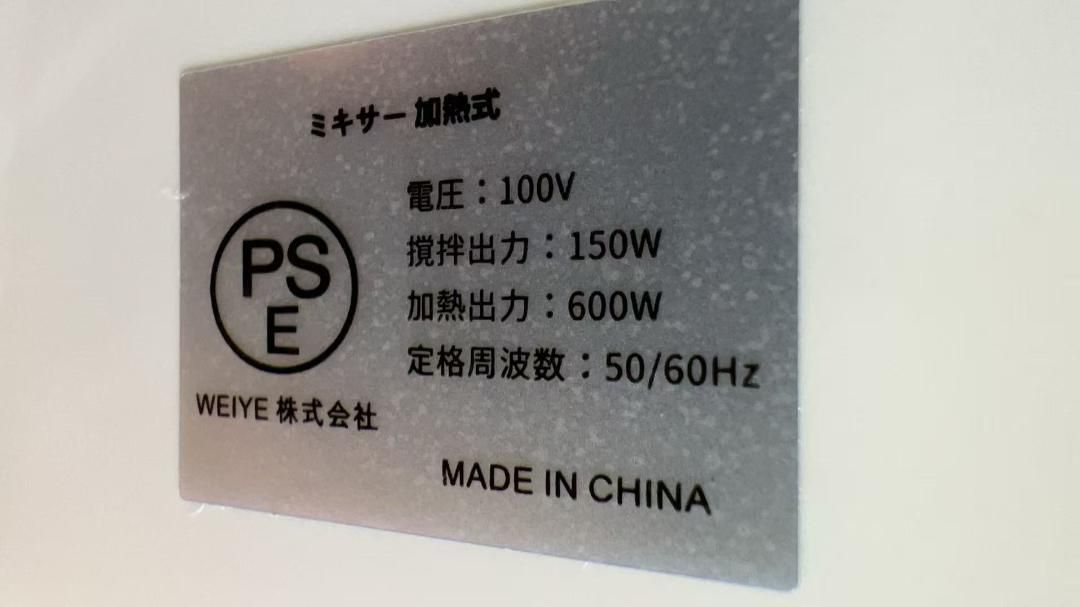 ミキサー 加熱式
電圧：100V
撹拌出力：150W
加熱出力：600W
定格周波数：50/60Hz
PS
E
WEIYE 株式会社
MADE IN CHINA